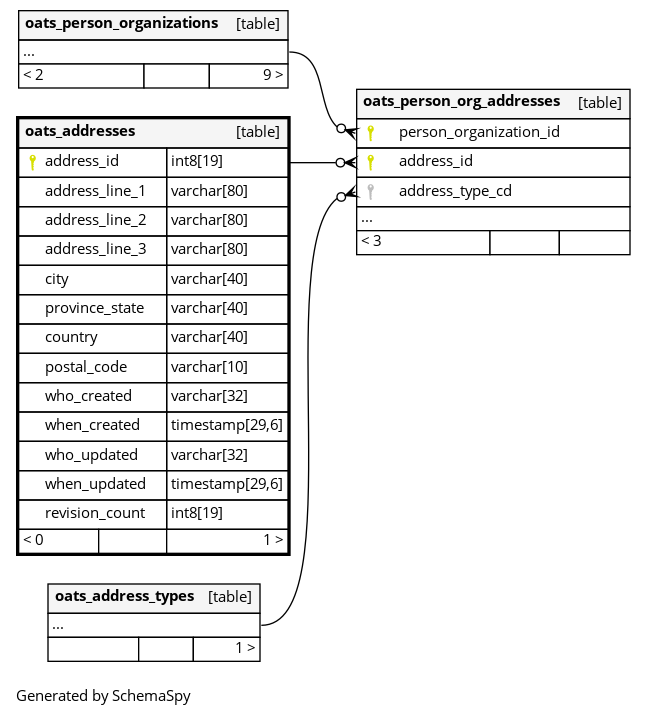 oats_person_organizations [table]
...
< 2 9 >
oats_person_org_addresses [table]
person_organization_id
address_id
address_type_cd
...
< 3
oats_addresses [table]
address_id int8[19]
address_line_1 varchar[80]
address_line_2 varchar[80]
address_line_3 varchar[80]
city varchar[40]
province_state varchar[40]
country varchar[40]
postal_code varchar[10]
who_created varchar[32]
when_created timestamp[29,6]
who_updated varchar[32]
when_updated timestamp[29,6]
revision_count int8[19]
< 0 1 >
oats_address_types [table]
...
1 >
Generated by SchemaSpy